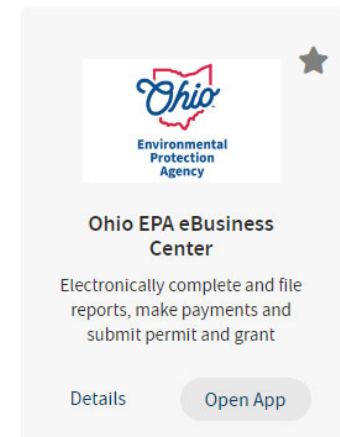 Ohio
Environmental
Protection
Agency
Ohio EPA eBusiness
Center
Electronically complete and file
reports, make payments and
submit permit and grant
Details Open App